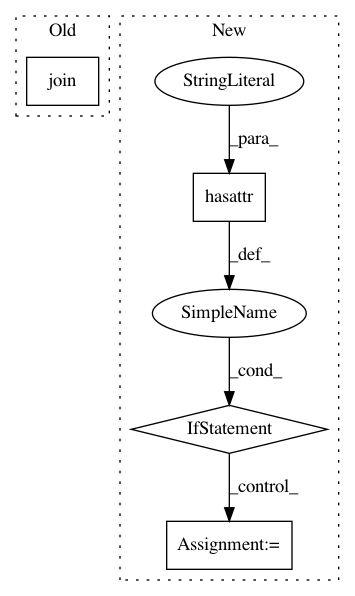 Old
New
join
StringLiteral
_para_
hasattr
_def_
SimpleName
_cond_
IfStatement
_control_
Assignment:=